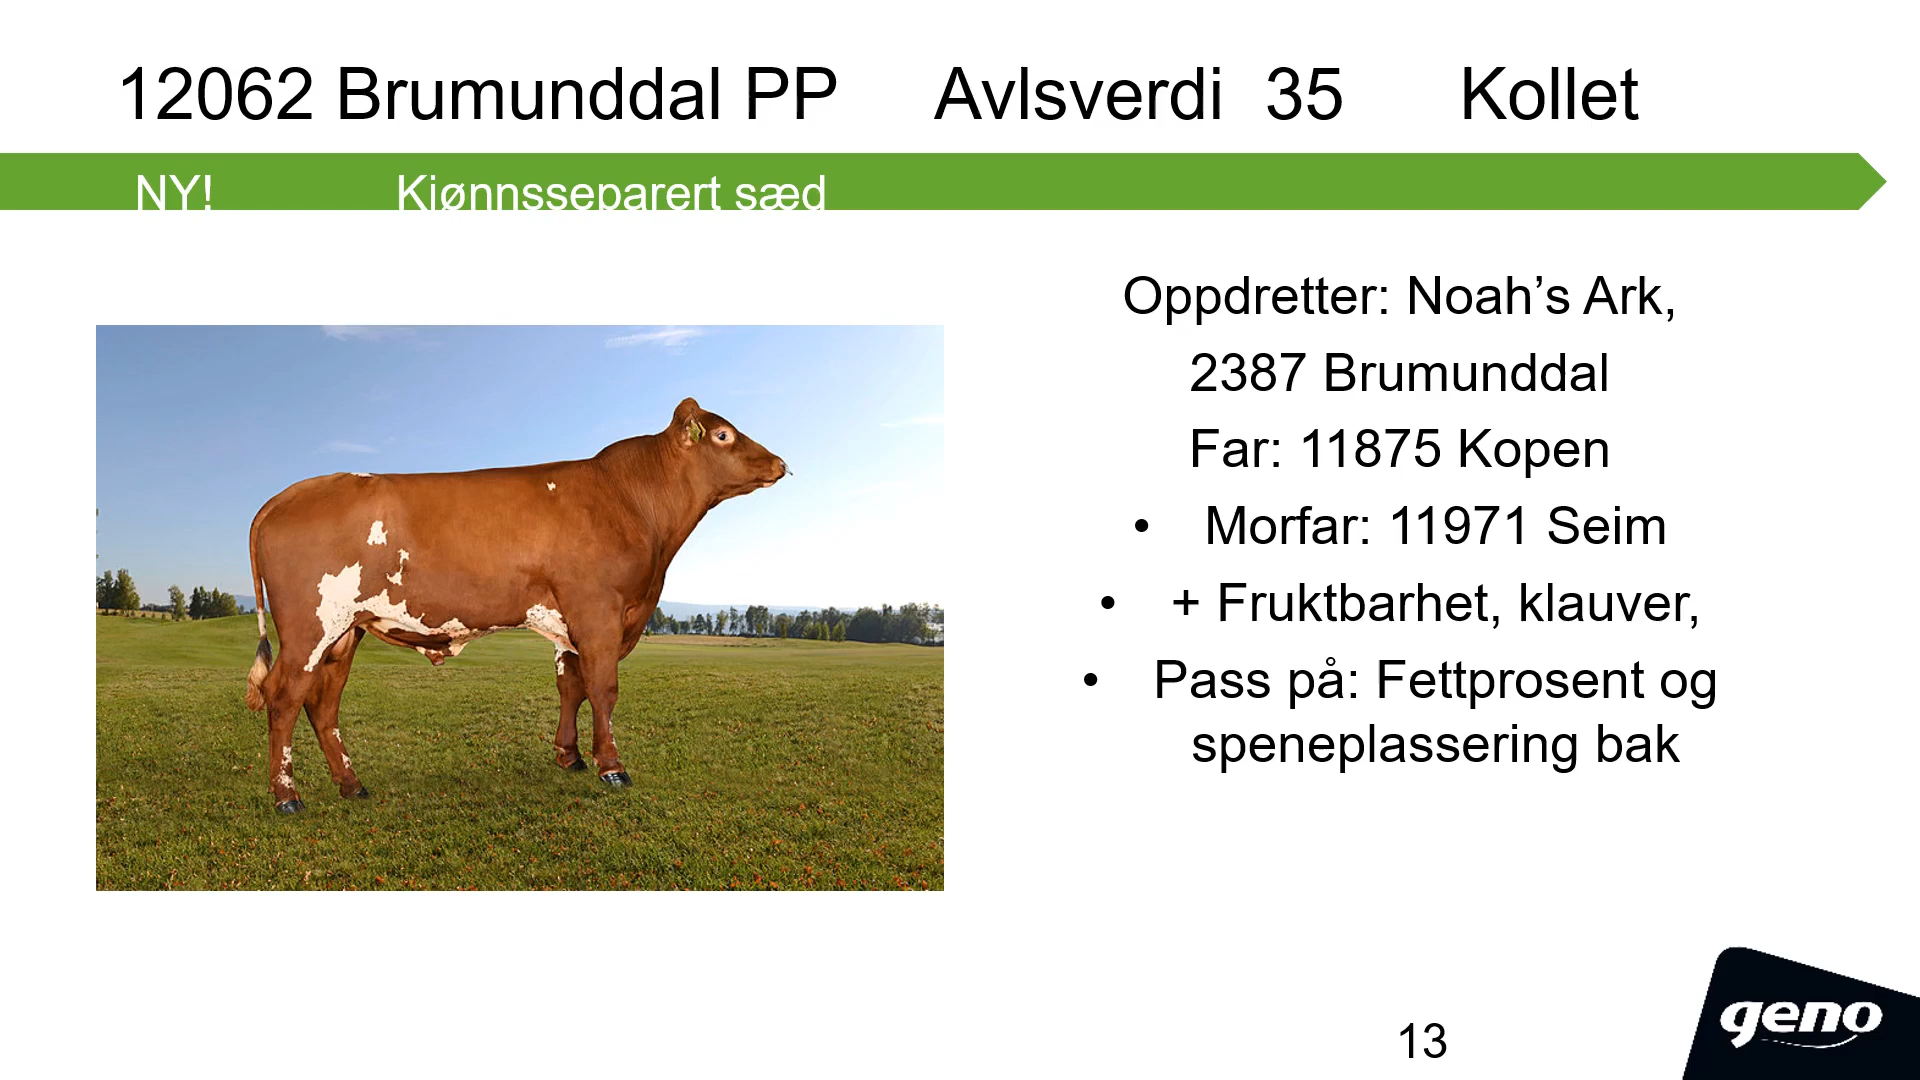 12062 Brumunddal PP Avlsverdi 35 Kollet
NY! Kjønnsseparert sæd
Oppdretter: Noah’s Ark,
2387 Brumunddal
Far: 11875 Kopen
• Morfar: 11971 Seim
• + Fruktbarhet, klauver,
• Pass på: Fettprosent og
speneplassering bak
13
geno